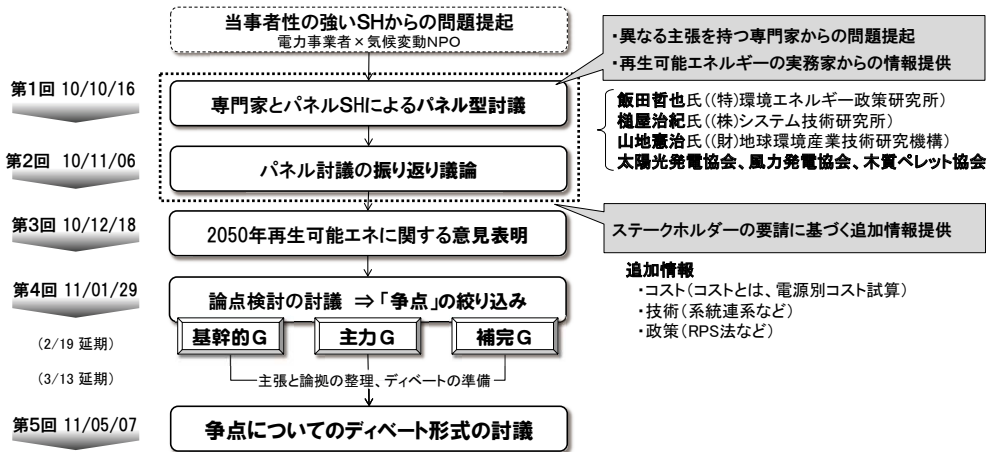 当事者性の強いSHからの問題提起
電力事業者×気候変動NPO
・異なる主張を持つ専門家からの問題提起
・再生可能エネルギーの実務家からの情報提供
第1回 10/10/16
専門家とパネルSHによるパネル型討議
飯田哲也氏((特)環境エネルギー政策研究所)
槌屋治紀氏((株)システム技術研究所)
山地憲治氏((財)地球環境産業技術研究機構)
太陽光発電協会、風力発電協会、木質ペレット協会
第2回 10/11/06
パネル討議の振り返り議論
第3回 10/12/18
2050年再生可能エネに関する意見表明
ステークホルダーの要請に基づく追加情報提供
第4回 11/01/29
論点検討の討議 ⇒「争点」の絞り込み
追加情報
・コスト(コストとは、電源別コスト試算)
・技術(系統連系など)
・政策(RPS法など)
基幹的G
主力G
補完G
(2/19 延期)
(3/13 延期)
主張と論拠の整理、ディベートの準備
第5回 11/05/07
争点についてのディベート形式の討議